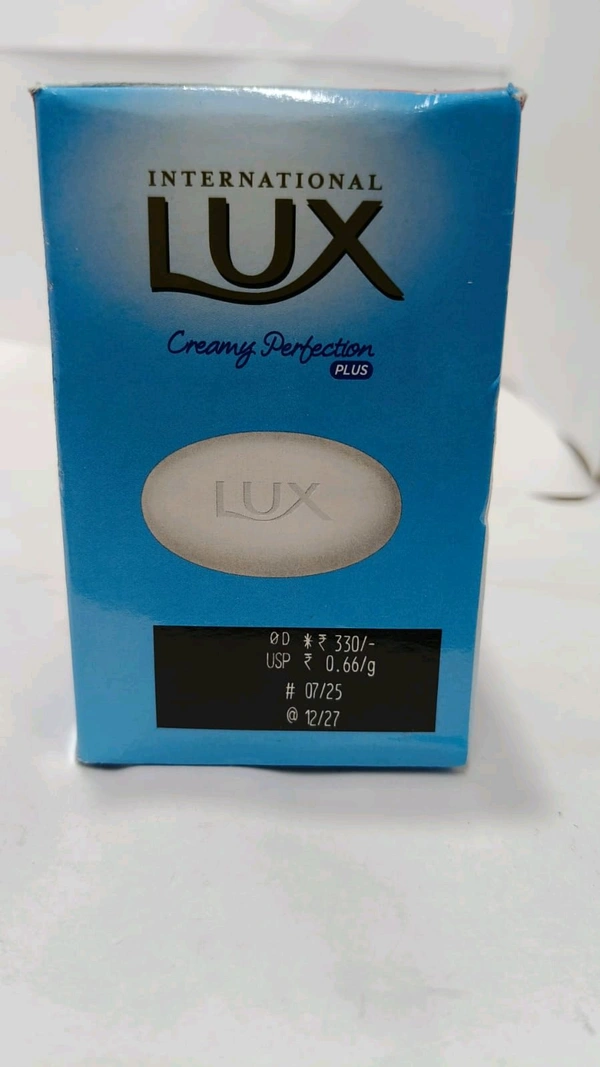 INTERNATIONAL
LUX
Creamy Perfection
PLUS
LUX
ØD *₹ 330/-
USP ₹ 0.66/g
# 07/25
@ 12/27